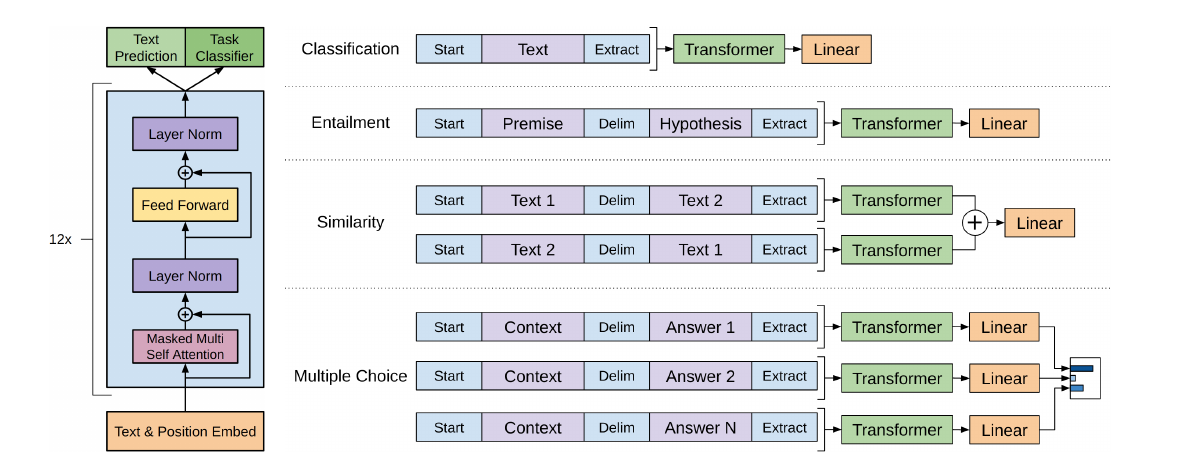 Text
Prediction
Task
Classifier
Layer Norm
Feed Forward
12x
Layer Norm
Masked Multi
Self Attention
Text & Position Embed
Classification
Start Text Extract Transformer Linear
Entailment
Start Premise Delim Hypothesis Extract Transformer Linear
Similarity
Start Text 1 Delim Text 2 Extract Transformer
Start Text 2 Delim Text 1 Extract Transformer
+ Linear
Multiple Choice
Start Context Delim Answer 1 Extract Transformer Linear
Start Context Delim Answer 2 Extract Transformer Linear
Start Context Delim Answer N Extract Transformer Linear